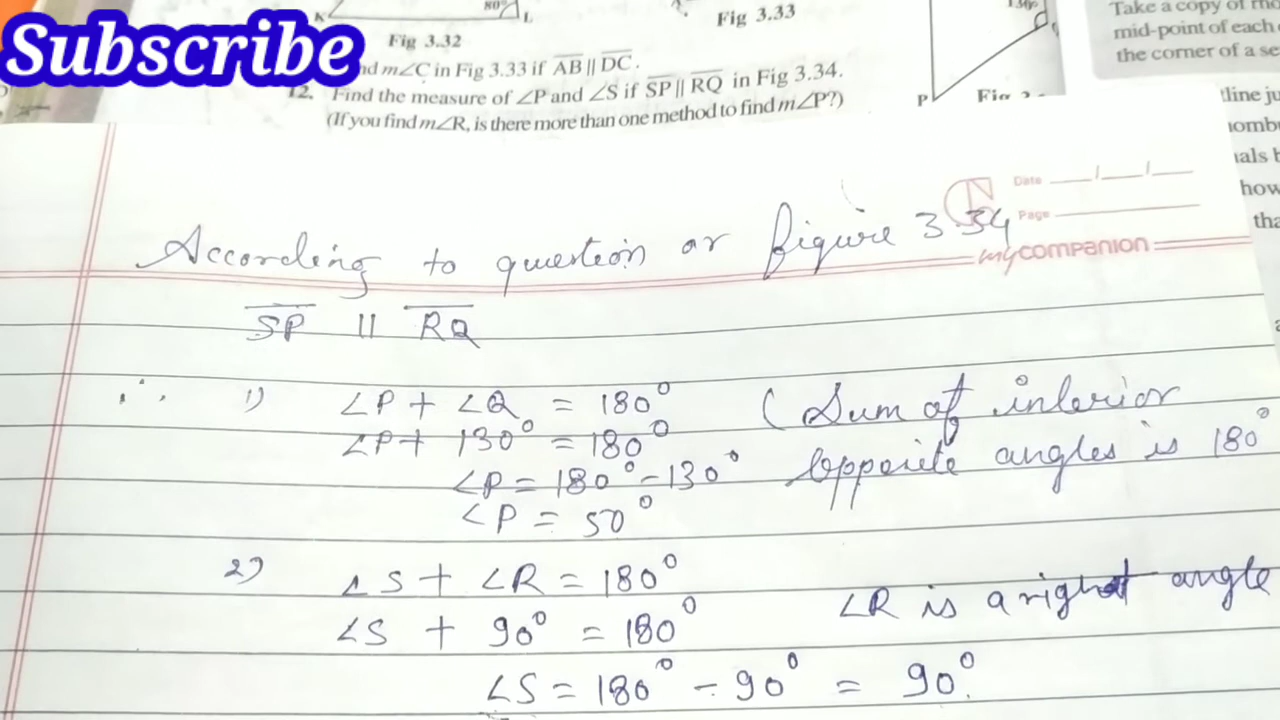 Subscribe
K
80°
L
Fig 3.32
Fig 3.33
m∠C in Fig 3.33 if AB || DC.
12. Find the measure of ∠P and ∠S if SP || RQ in Fig 3.34.
(If you find m∠R, is there more than one method to find m∠P?)
130°
P
Fig
Take a copy of
mid-point of each
the corner of a se
Date
Page
mycompanion
According to question or figure 3.34
SP || RQ
∴ 1) ∠P + ∠Q = 180° (Sum of interior
∠P + 130° = 180°
opposite angles is 180°
∠P = 180° - 130°
∠P = 50°
2) ∠S + ∠R = 180°
∠R is a right angle
∠S + 90° = 180°
∠S = 180° - 90° = 90°.